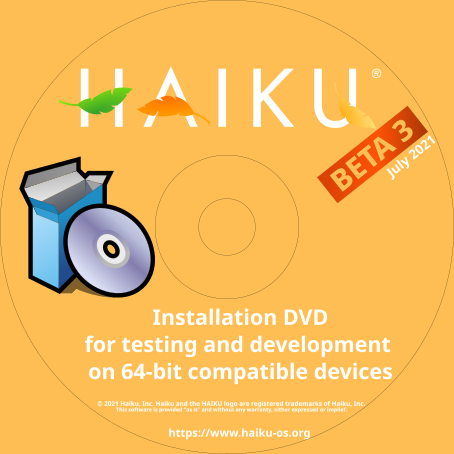 HAIKU®
BETA 3
July 2021
Installation DVD
for testing and development
on 64-bit compatible devices
© 2021 Haiku, Inc. Haiku and the HAIKU logo are registered trademarks of Haiku, Inc.
This software is provided "as is" and without any warranty, either expressed or implied.
https://www.haiku-os.org